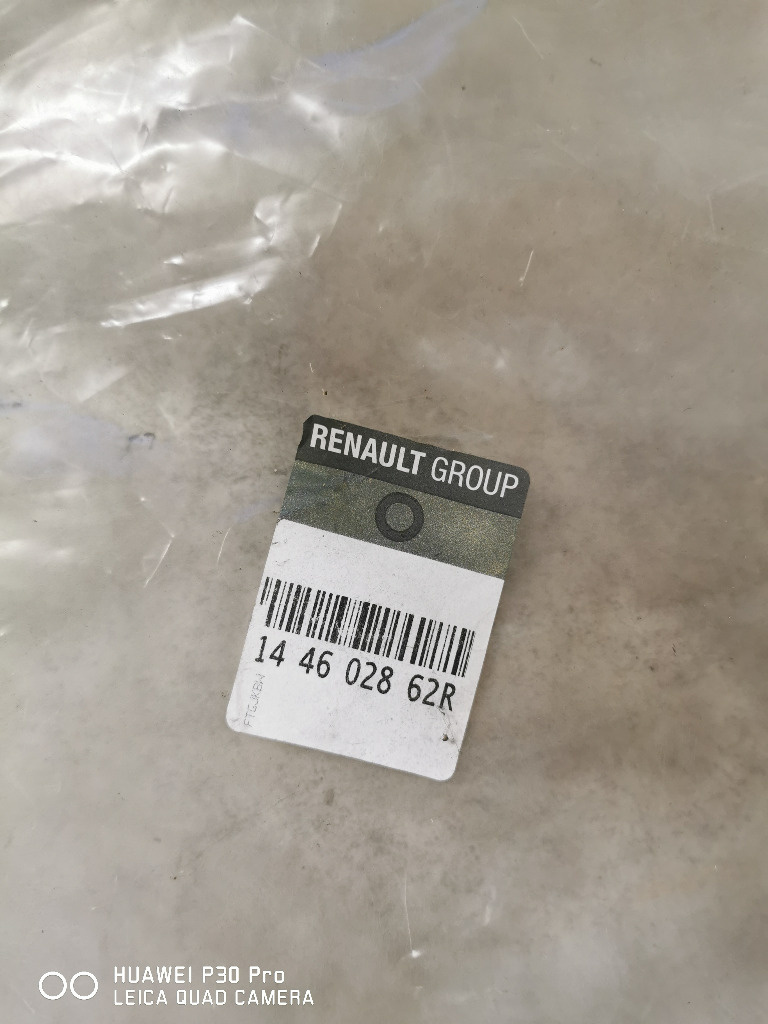 RENAULT GROUP
14 46 028 62R
FTGJKBW
HUAWEI P30 Pro
LEICA QUAD CAMERA